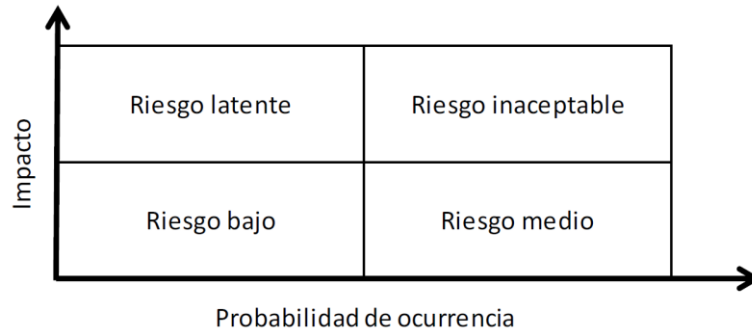 Impacto
Riesgo latente
Riesgo inaceptable
Riesgo bajo
Riesgo medio
Probabilidad de ocurrencia